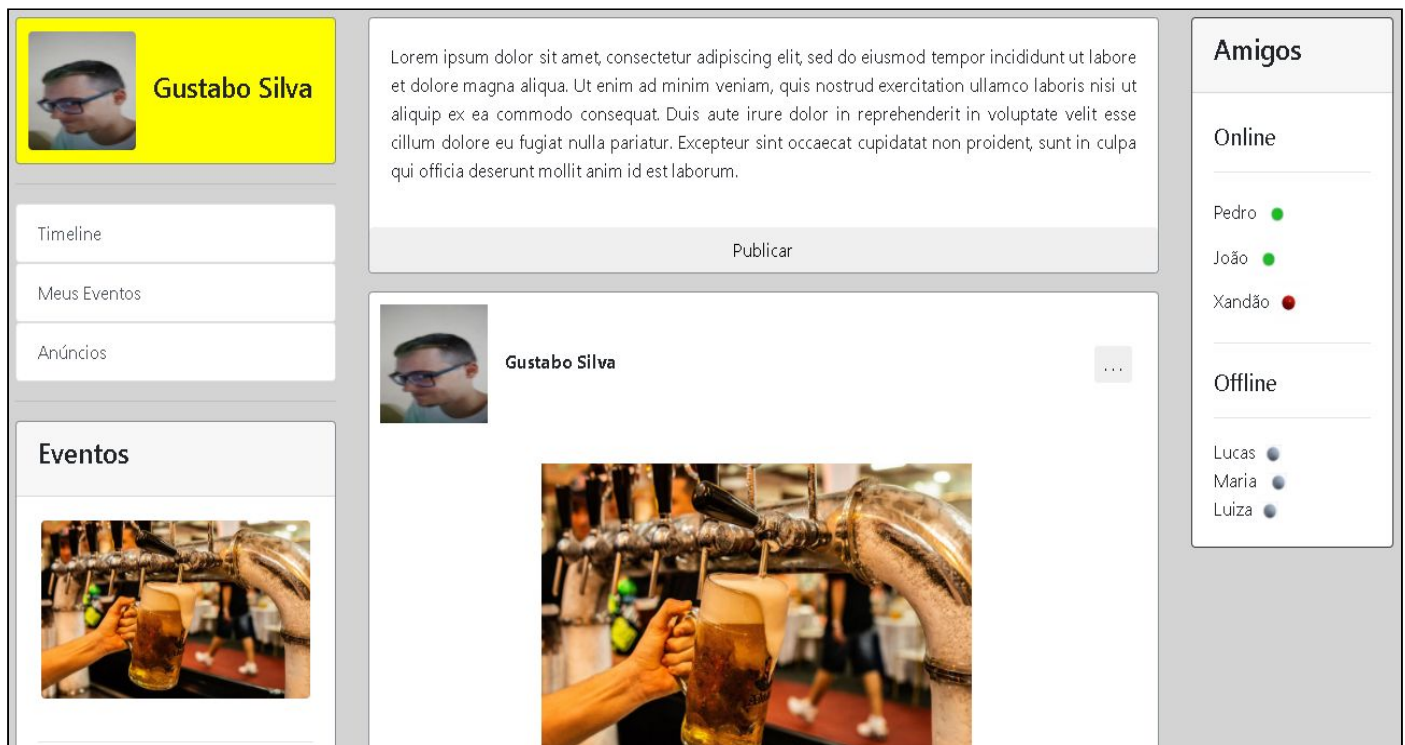 Gustabo Silva
Timeline
Meus Eventos
Anúncios
Eventos
Lorem ipsum dolor sit amet, consectetur adipiscing elit, sed do eiusmod tempor incididunt ut labore
et dolore magna aliqua. Ut enim ad minim veniam, quis nostrud exercitation ullamco laboris nisi ut
aliquip ex ea commodo consequat. Duis aute irure dolor in reprehenderit in voluptate velit esse
cillum dolore eu fugiat nulla pariatur. Excepteur sint occaecat cupidatat non proident, sunt in culpa
qui officia deserunt mollit anim id est laborum.
Publicar
Gustabo Silva
...
Amigos
Online
Pedro
João
Xandão
Offline
Lucas
Maria
Luiza